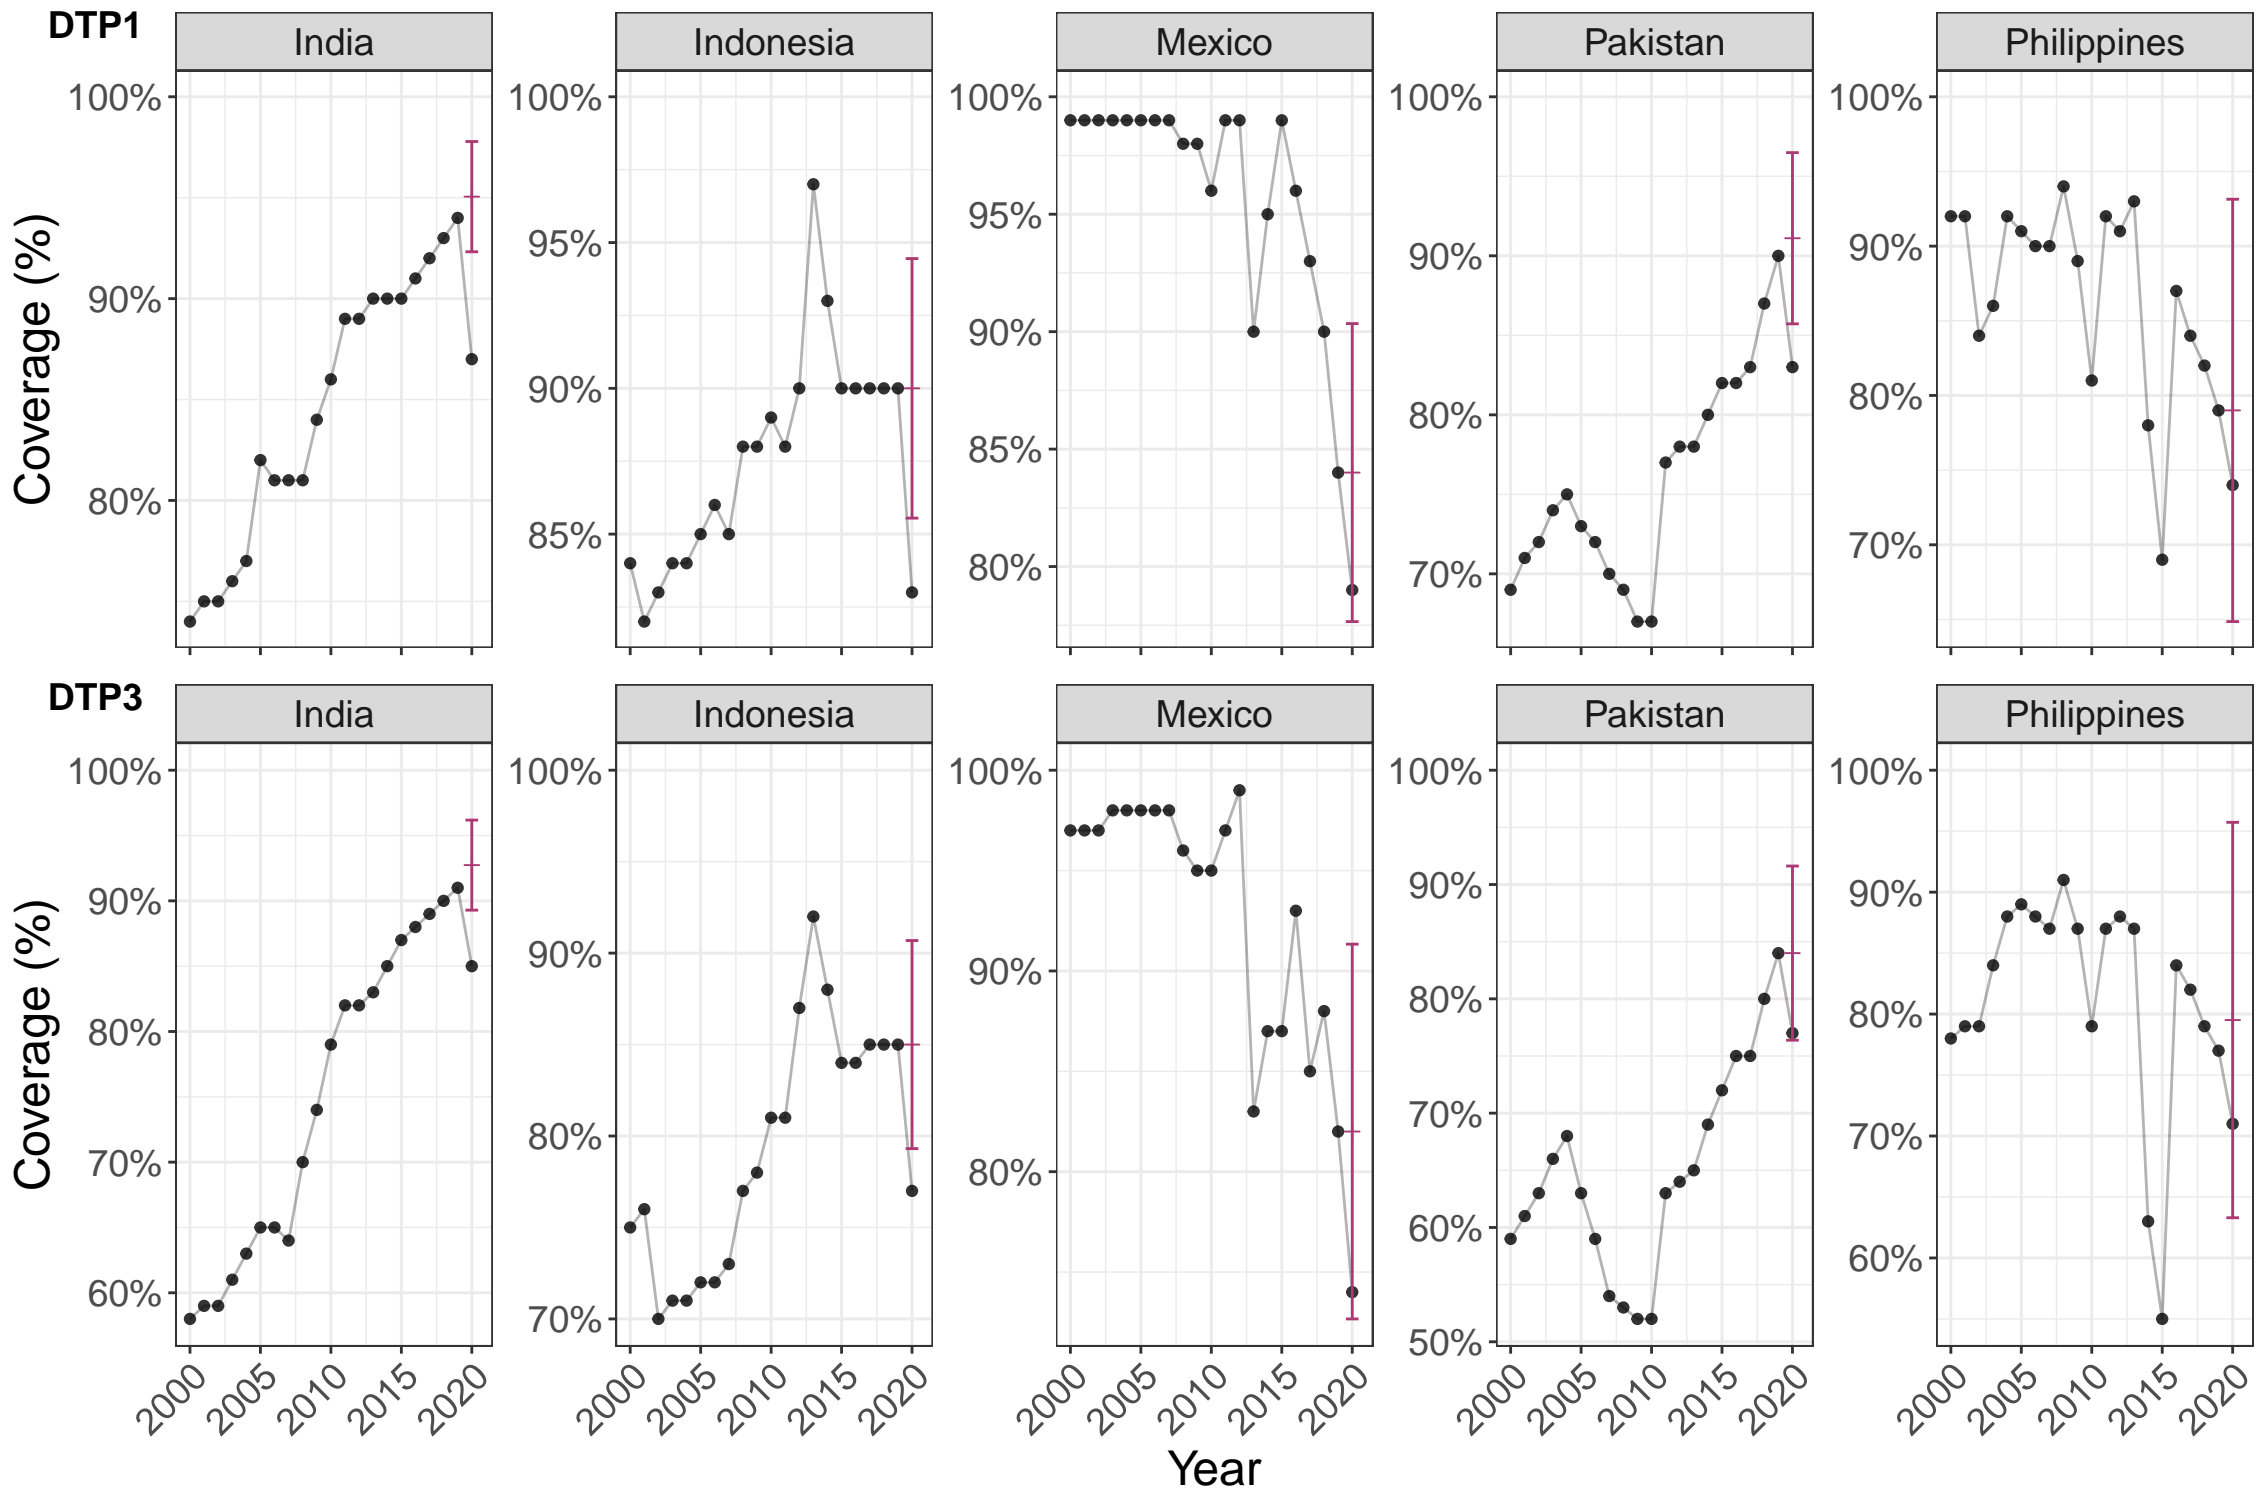 DTP1
India Indonesia Mexico Pakistan Philippines
100% 100% 100% 100% 100%
95% 95%
90% 90% 90% 90% 90%
85% 85%
80% 80% 80% 80%
70% 70%
Coverage (%)
DTP3
India Indonesia Mexico Pakistan Philippines
100% 100% 100% 100% 100%
90% 90% 90% 90% 90%
80% 80% 80% 80% 80%
70% 70% 70% 70%
60% 60% 60%
50%
Coverage (%)
2000 2005 2010 2015 2020 2000 2005 2010 2015 2020 2000 2005 2010 2015 2020 2000 2005 2010 2015 2020 2000 2005 2010 2015 2020
Year